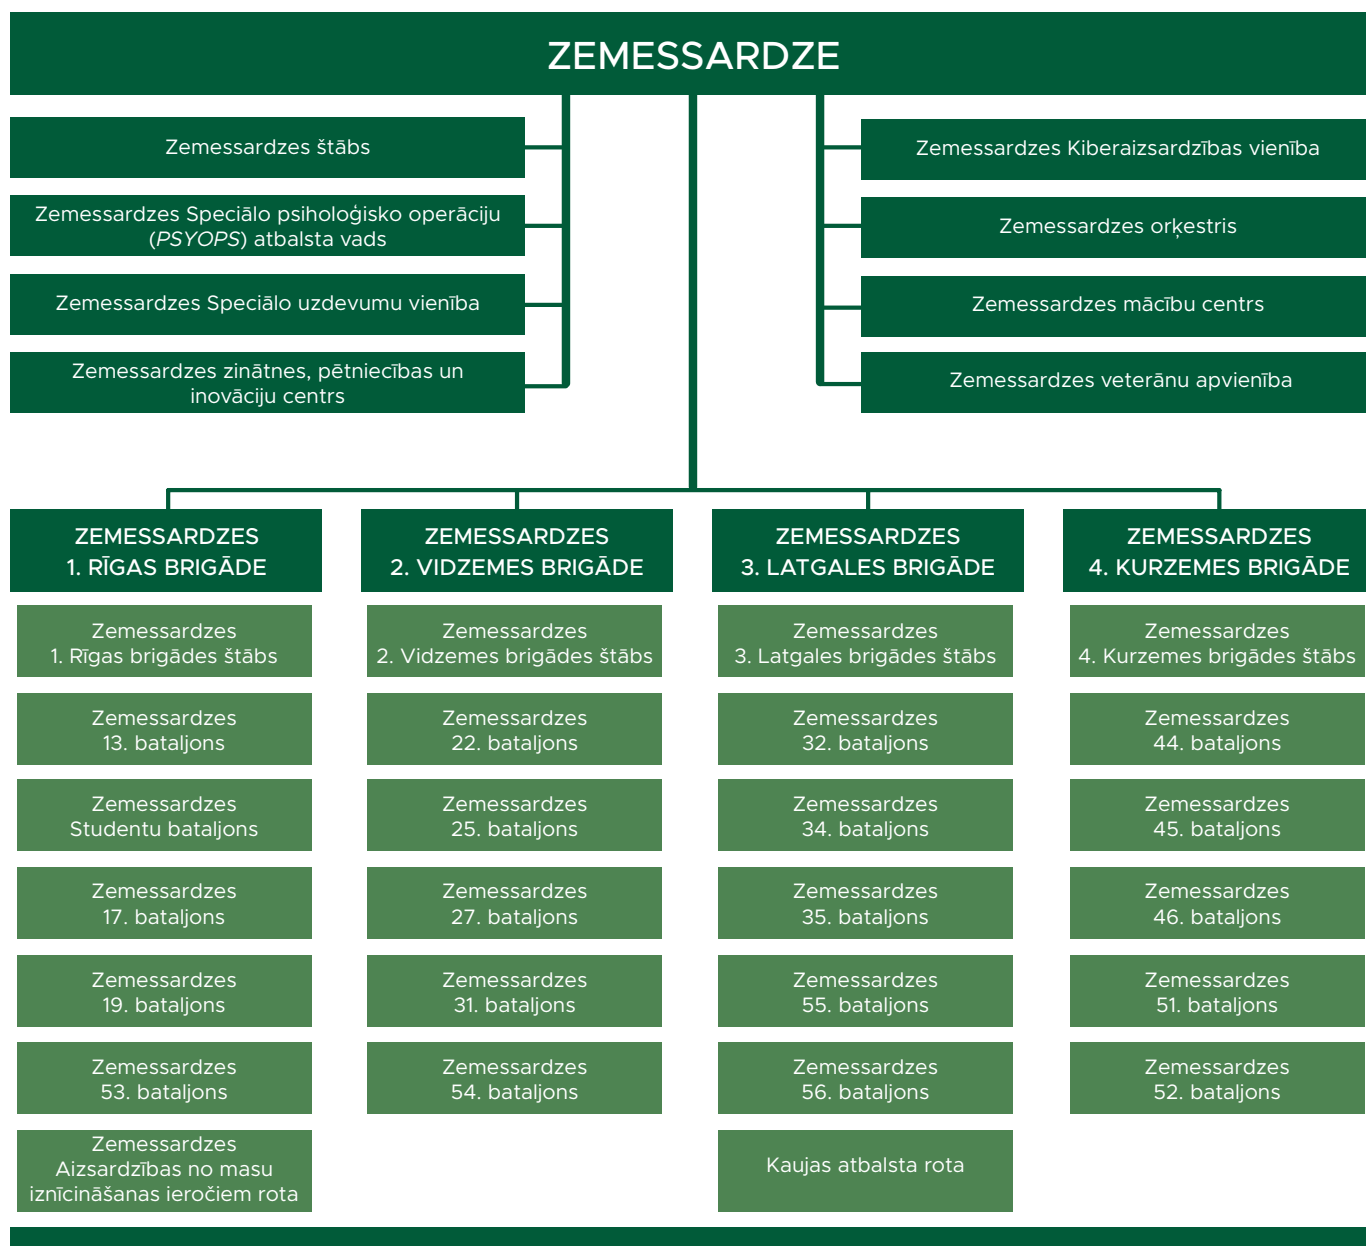 ZEMESSARDZE
Zemessardzes štābs
Zemessardzes Speciālo psiholoģisko operāciju
(PSYOPS) atbalsta vads
Zemessardzes Speciālo uzdevumu vienība
Zemessardzes zinātnes, pētniecības un
inovāciju centrs
Zemessardzes Kiberaizsardzības vienība
Zemessardzes orķestris
Zemessardzes mācību centrs
Zemessardzes veterānu apvienība
ZEMESSARDZES
1. RĪGAS BRIGĀDE
Zemessardzes
1. Rīgas brigādes štābs
Zemessardzes
13. bataljons
Zemessardzes
Studentu bataljons
Zemessardzes
17. bataljons
Zemessardzes
19. bataljons
Zemessardzes
53. bataljons
Zemessardzes
Aizsardzības no masu
iznīcināšanas ieročiem rota
ZEMESSARDZES
2. VIDZEMES BRIGĀDE
Zemessardzes
2. Vidzemes brigādes štābs
Zemessardzes
22. bataljons
Zemessardzes
25. bataljons
Zemessardzes
27. bataljons
Zemessardzes
31. bataljons
Zemessardzes
54. bataljons
ZEMESSARDZES
3. LATGALES BRIGĀDE
Zemessardzes
3. Latgales brigādes štābs
Zemessardzes
32. bataljons
Zemessardzes
34. bataljons
Zemessardzes
35. bataljons
Zemessardzes
55. bataljons
Zemessardzes
56. bataljons
Kaujas atbalsta rota
ZEMESSARDZES
4. KURZEMES BRIGĀDE
Zemessardzes
4. Kurzemes brigādes štābs
Zemessardzes
44. bataljons
Zemessardzes
45. bataljons
Zemessardzes
46. bataljons
Zemessardzes
51. bataljons
Zemessardzes
52. bataljons